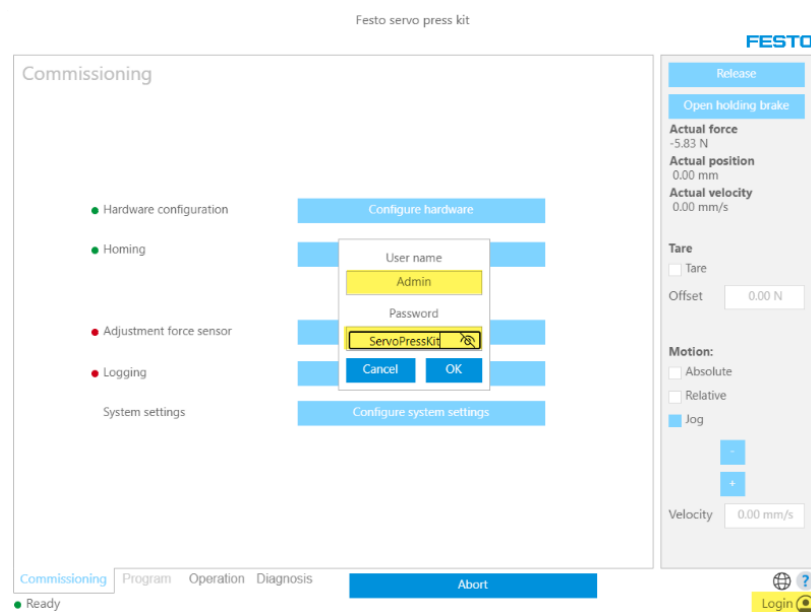 Festo servo press kit
FESTO
Commissioning
Hardware configuration
Configure hardware
Homing
User name
Admin
Password
ServoPressKit
Cancel
OK
Adjustment force sensor
Logging
System settings
Configure system settings
Release
Open holding brake
Actual force
-5.83 N
Actual position
0.00 mm
Actual velocity
0.00 mm/s
Tare
Tare
Offset
0.00 N
Motion:
Absolute
Relative
Jog
-
+
Velocity
0.00 mm/s
Commissioning
Program
Operation
Diagnosis
Abort
?
Ready
Login